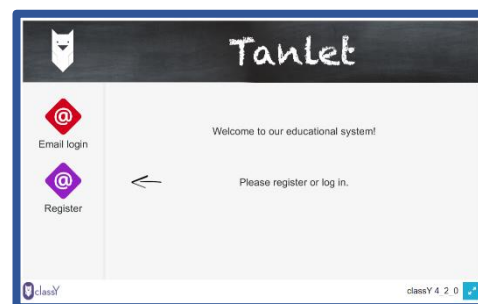 Tanlet
@
Email login
@
Register
Welcome to our educational system!
Please register or log in.
classY
classY 4_2_0